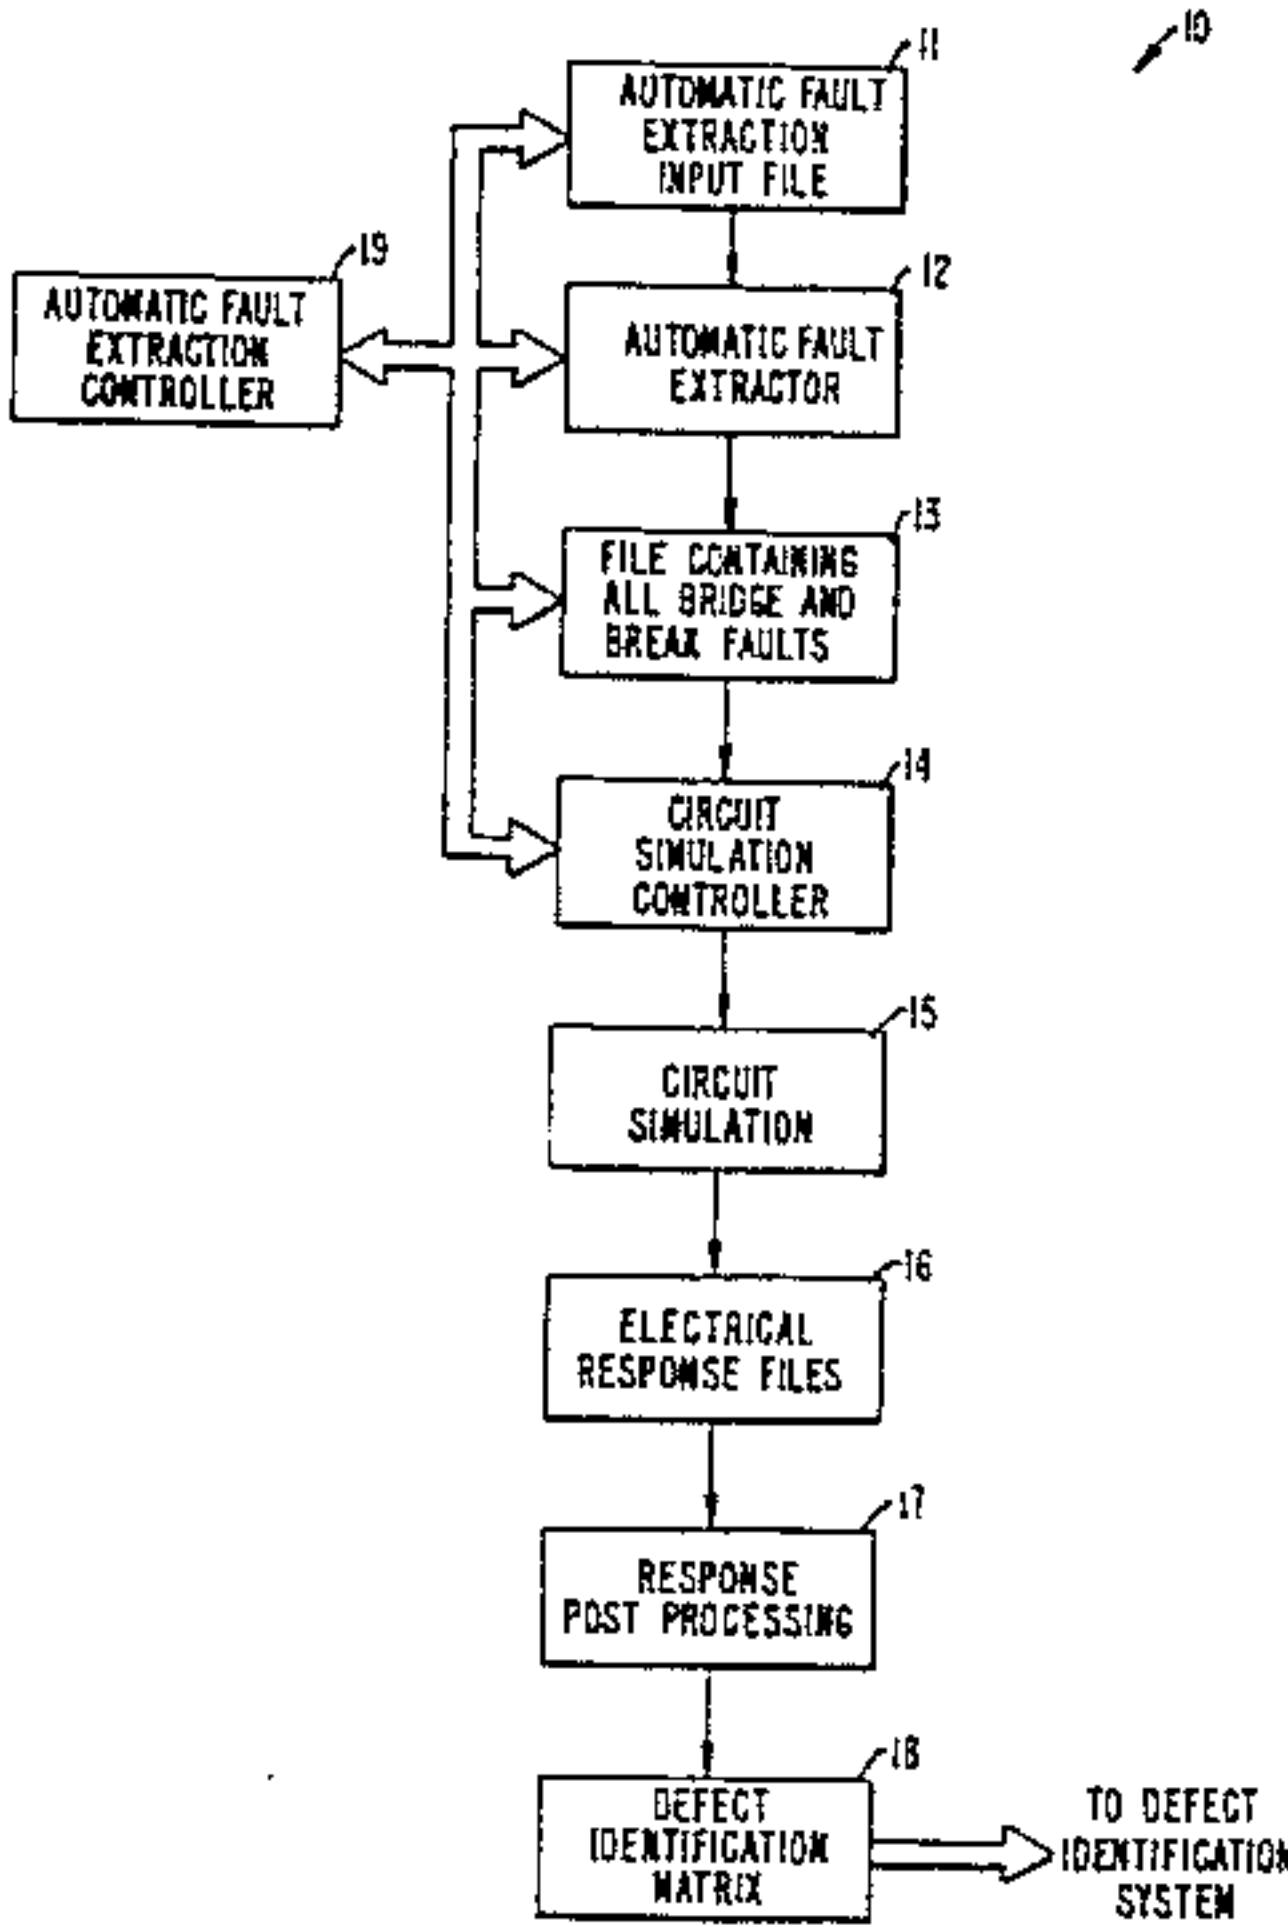 10
11
AUTOMATIC FAULT
EXTRACTION
INPUT FILE
19
AUTOMATIC FAULT
EXTRACTION
CONTROLLER
12
AUTOMATIC FAULT
EXTRACTOR
13
FILE CONTAINING
ALL BRIDGE AND
BREAK FAULTS
14
CIRCUIT
SIMULATION
CONTROLLER
15
CIRCUIT
SIMULATION
16
ELECTRICAL
RESPONSE FILES
17
RESPONSE
POST PROCESSING
18
DEFECT
IDENTIFICATION
MATRIX
TO DEFECT
IDENTIFICATION
SYSTEM